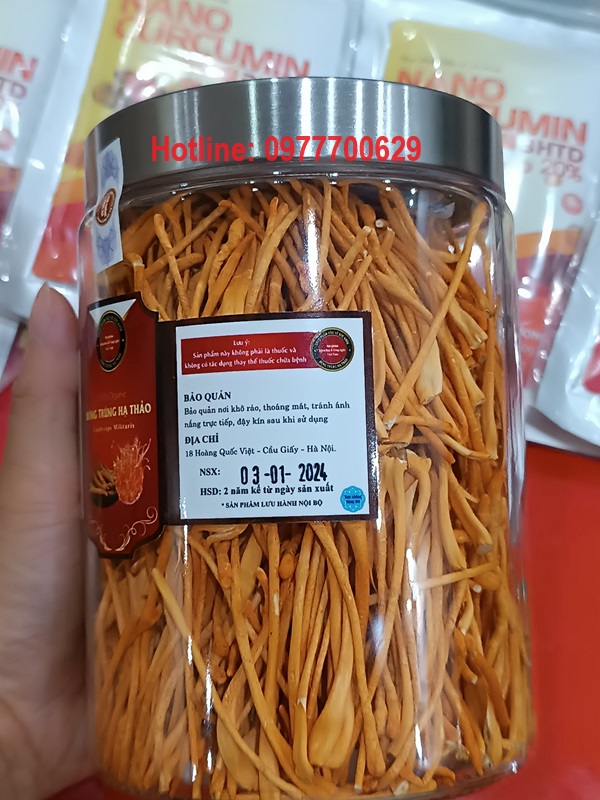 NANO
CURCUMIN
NANO
CURCUMIN
JHTD
Hotline: 0977700629
Organic
ĐÔNG TRÙNG HẠ THẢO
Cordyceps Militaris
Lưu ý:
Sản phẩm này không phải là thuốc và
không có tác dụng thay thế thuốc chữa bệnh
BẢO QUẢN
Bảo quản nơi khô ráo, thoáng mát, tránh ánh
nắng trực tiếp, đậy kín sau khi sử dụng
ĐỊA CHỈ
18 Hoàng Quốc Việt - Cầu Giấy - Hà Nội.
NSX: 03-01-2024
HSD: 2 năm kể từ ngày sản xuất
* SẢN PHẨM LƯU HÀNH NỘI BỘ